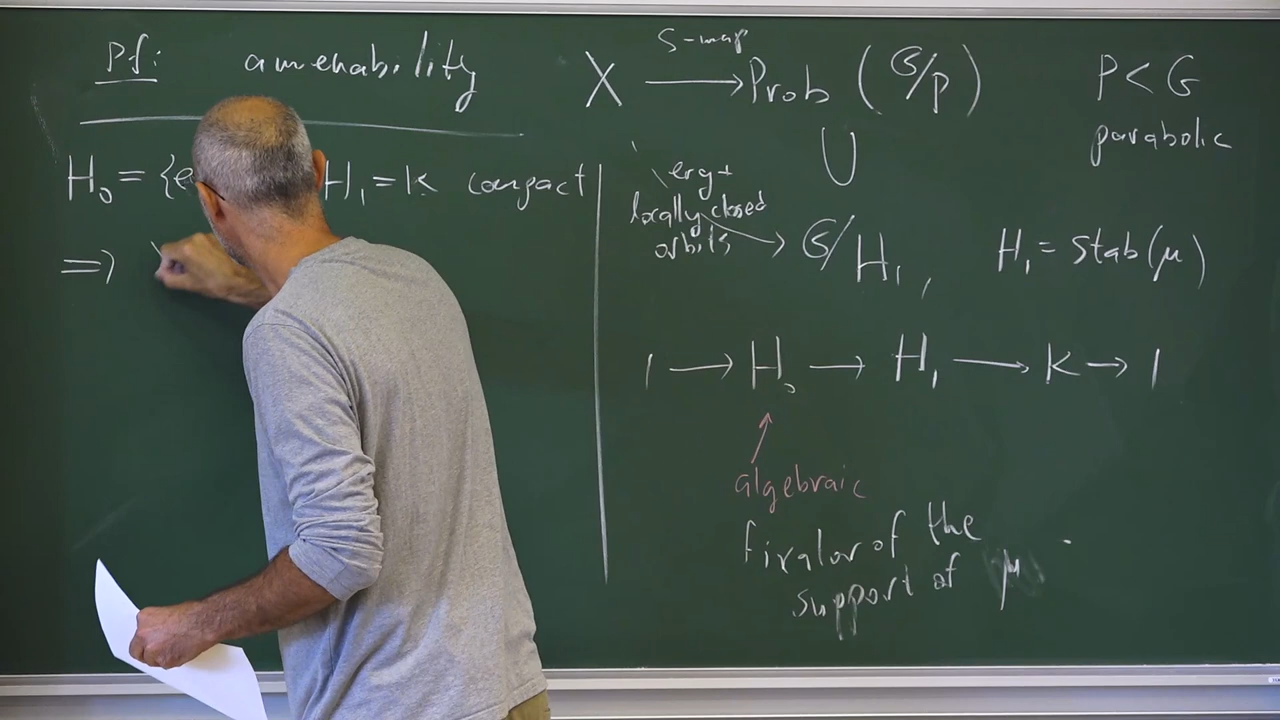 Pf: amenability
H₀ = {e H₁ = K compact
⇒
X S-map ⟶ Prob (G/P) P < G
parabolic
∪
erg +
locally closed
orbits
↘ G/H₁, H₁ = Stab(μ)
1 ⟶ H₀ ⟶ H₁ ⟶ K ⟶ 1
algebraic
fixator of the
support of μ